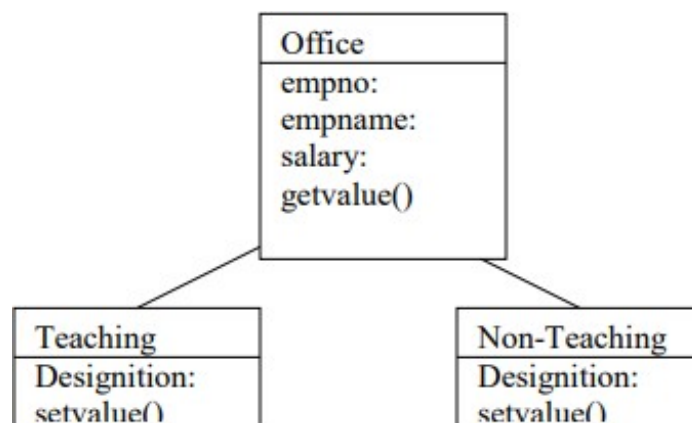 Office
empno:
empname:
salary:
getvalue()
Teaching
Designition:
setvalue()
Non-Teaching
Designition:
setvalue()